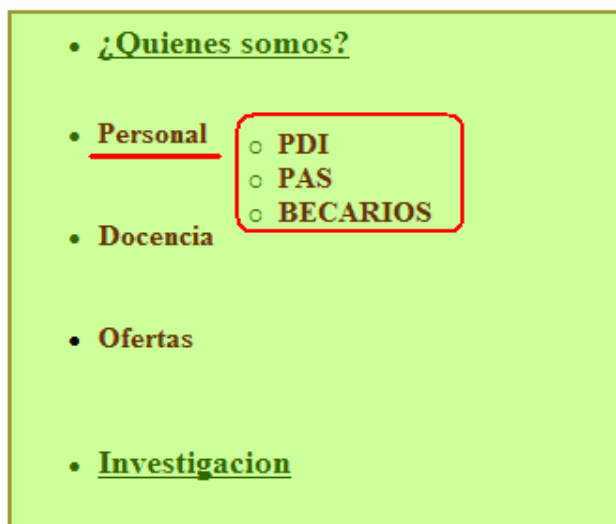 ¿Quienes somos?
Personal
PDI
PAS
BECARIOS
Docencia
Ofertas
Investigacion